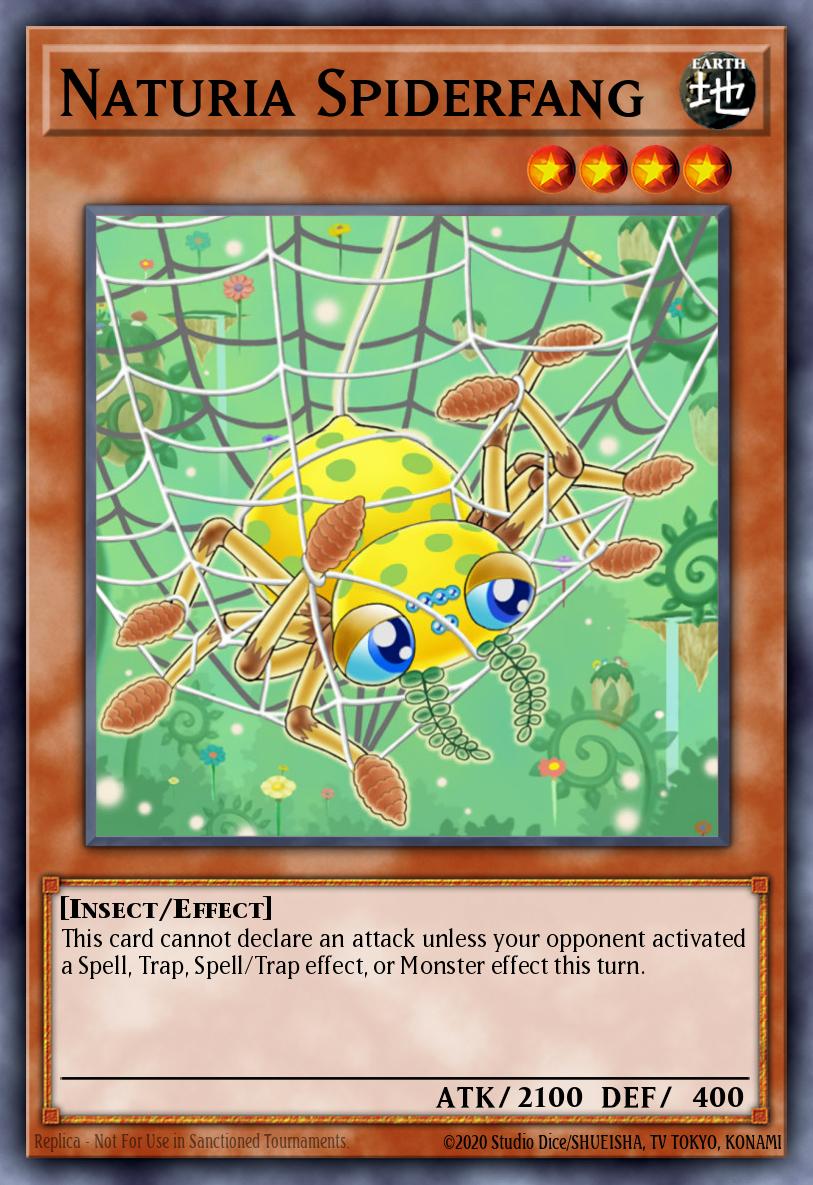 Naturia Spiderfang
EARTH
地
[Insect/Effect]
This card cannot declare an attack unless your opponent activated
a Spell, Trap, Spell/Trap effect, or Monster effect this turn.
ATK/ 2100 DEF/ 400
Replica - Not For Use in Sanctioned Tournaments.
©2020 Studio Dice/SHUEISHA, TV TOKYO, KONAMI